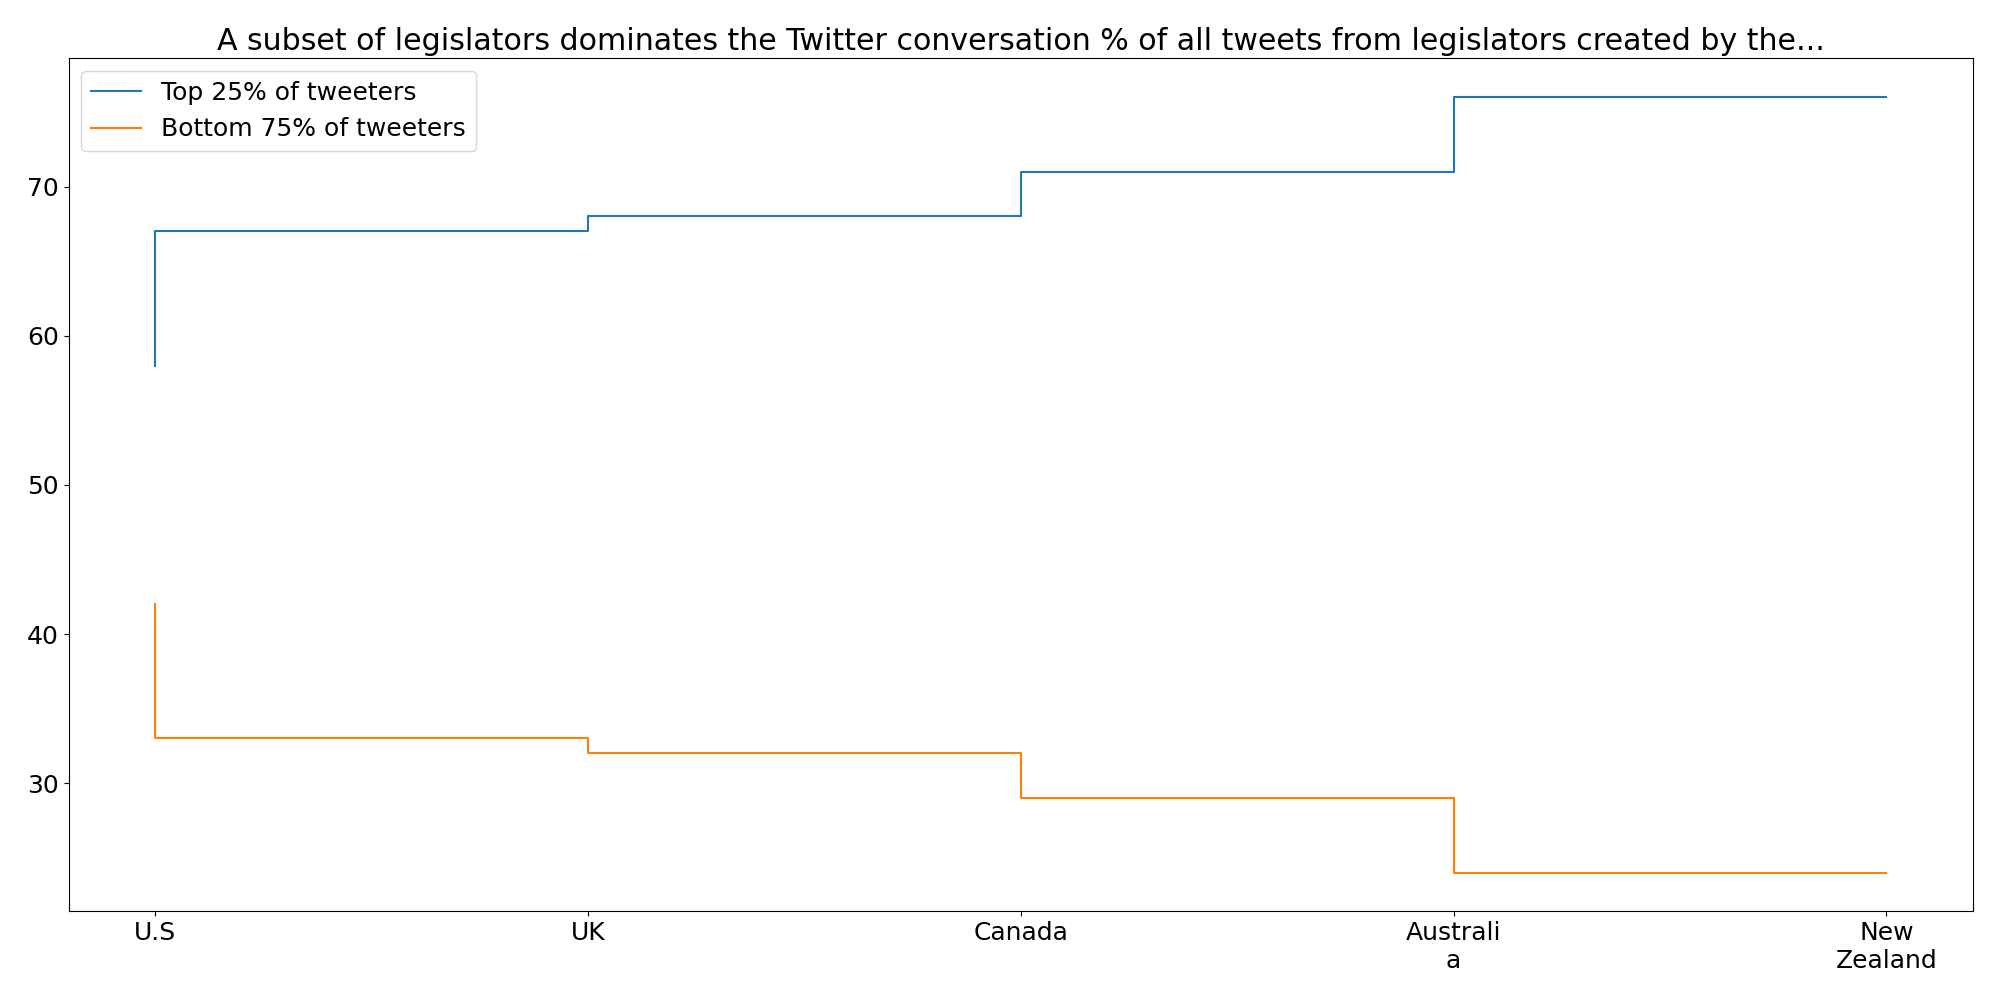 A subset of legislators dominates the Twitter conversation % of all tweets from legislators created by the...
Top 25% of tweeters
Bottom 75% of tweeters
70
60
50
40
30
U.S
UK
Canada
Australi
a
New
Zealand